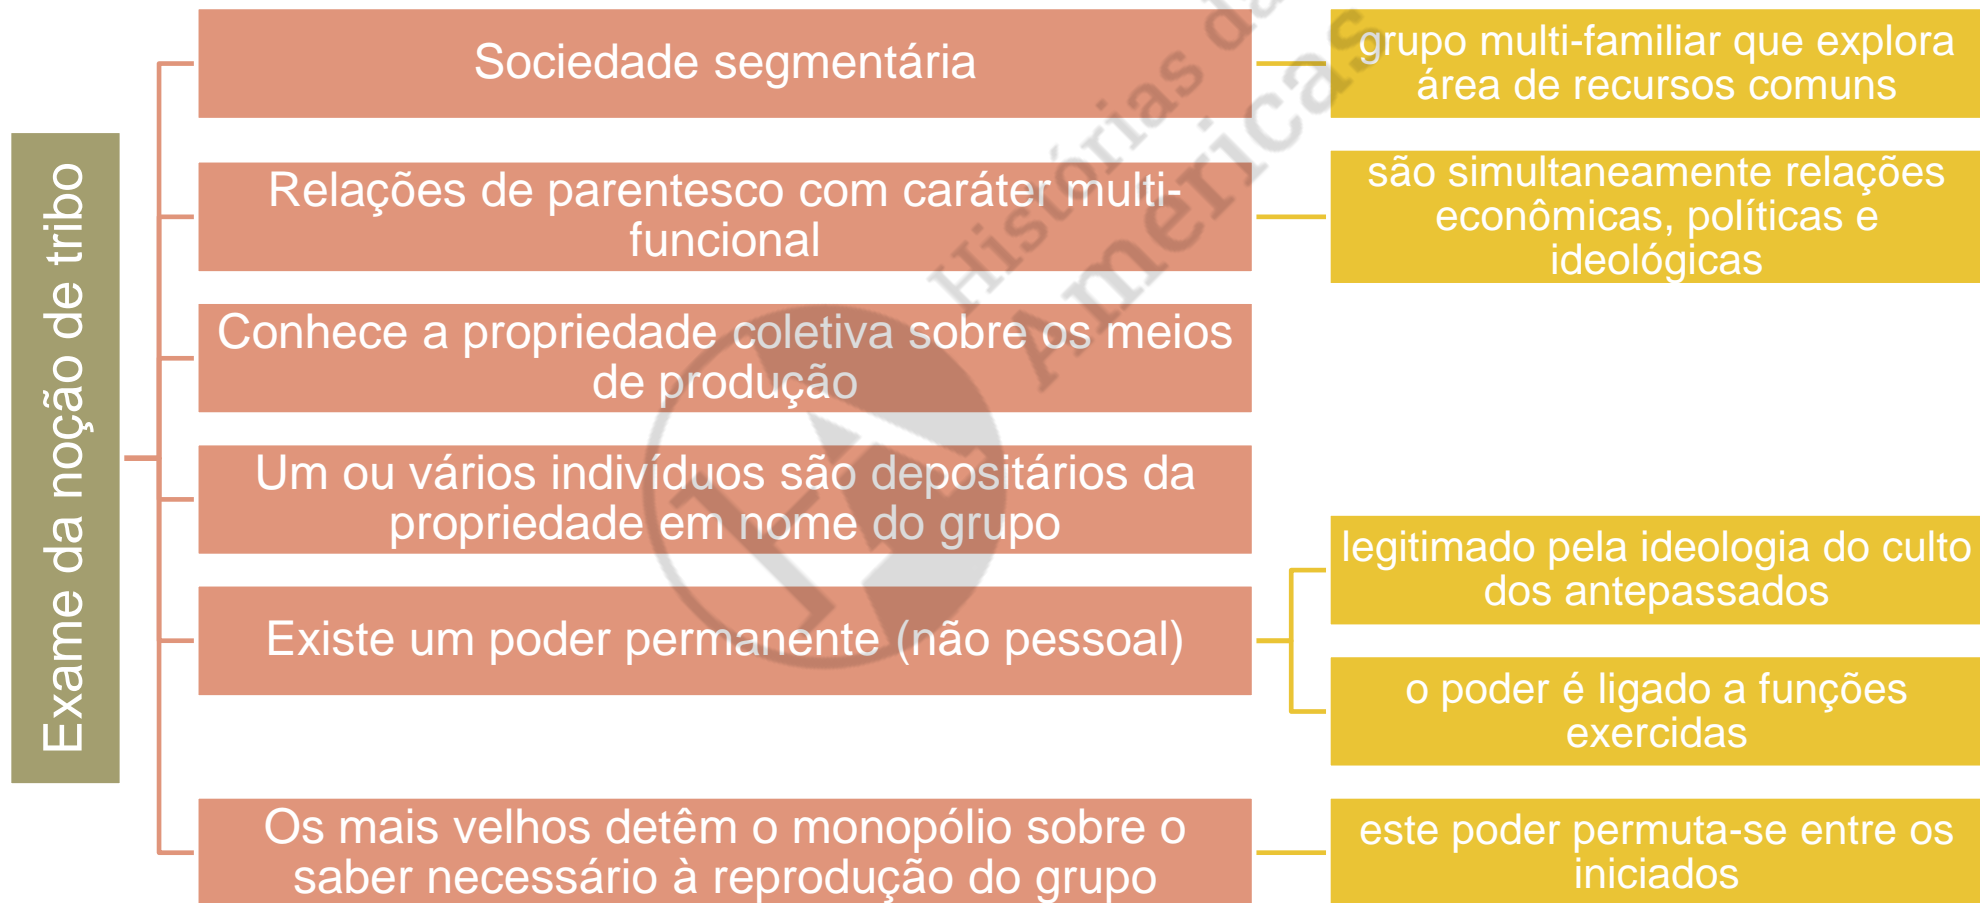 Exame da noção de tribo
Sociedade segmentária
grupo multi-familiar que explora
área de recursos comuns
Relações de parentesco com caráter multi-
funcional
são simultaneamente relações
econômicas, políticas e
ideológicas
Conhece a propriedade coletiva sobre os meios
de produção
Um ou vários indivíduos são depositários da
propriedade em nome do grupo
Existe um poder permanente (não pessoal)
legitimado pela ideologia do culto
dos antepassados
o poder é ligado a funções
exercidas
Os mais velhos detêm o monopólio sobre o
saber necessário à reprodução do grupo
este poder permuta-se entre os
iniciados
Histórias da
Américas